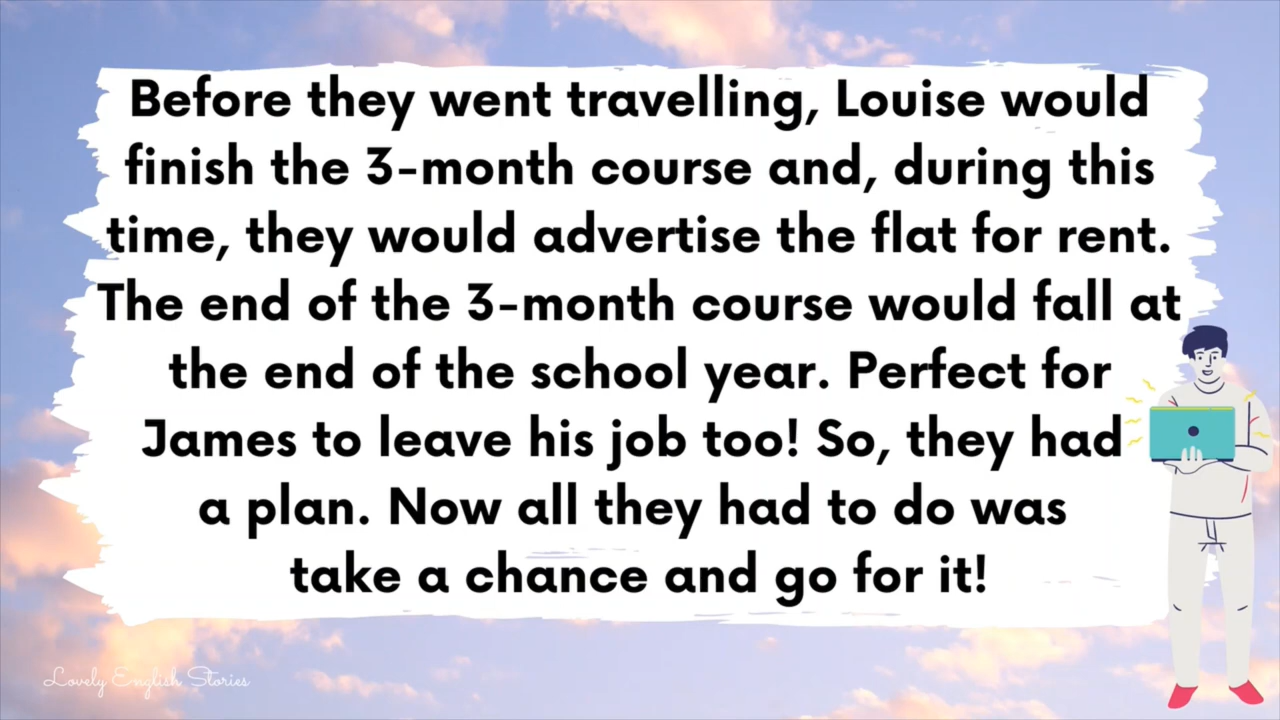 Before they went travelling, Louise would
finish the 3-month course and, during this
time, they would advertise the flat for rent.
The end of the 3-month course would fall at
the end of the school year. Perfect for
James to leave his job too! So, they had
a plan. Now all they had to do was
take a chance and go for it!
Lovely English Stories